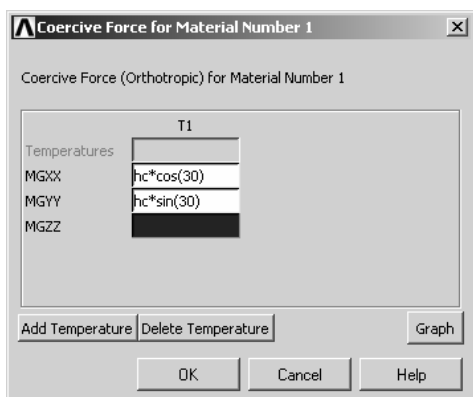 Coercive Force for Material Number 1
Coercive Force (Orthotropic) for Material Number 1
T1
Temperatures
MGXX hc*cos(30)
MGYY hc*sin(30)
MGZZ
Add Temperature Delete Temperature Graph
OK Cancel Help